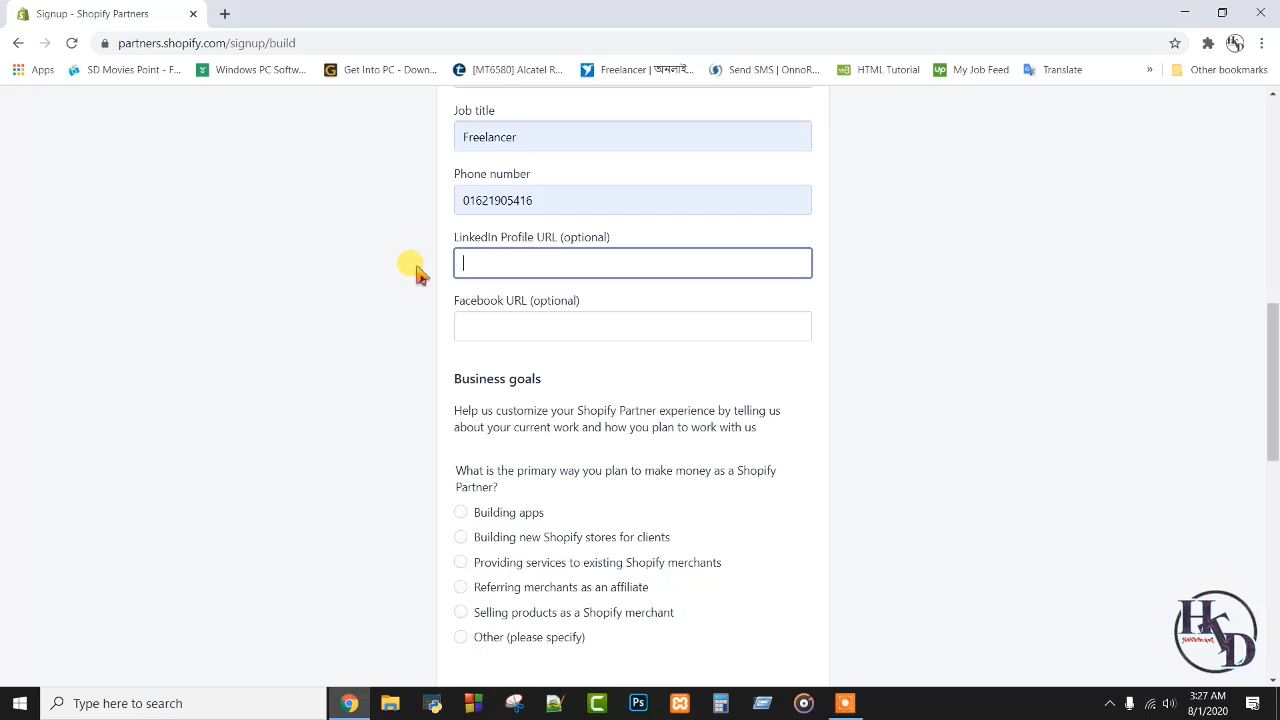 Signup - Shopify Partners
partners.shopify.com/signup/build
Apps
SD Movies Point - F...
Windows PC Softw...
Get Into PC - Down...
[MT6580] Alcatel R...
Freelancer | অনলাই...
Send SMS | OnnoR...
HTML Tutorial
My Job Feed
Translate
»
Other bookmarks
Job title
Freelancer
Phone number
01621905416
LinkedIn Profile URL (optional)
Facebook URL (optional)
Business goals
Help us customize your Shopify Partner experience by telling us
about your current work and how you plan to work with us
What is the primary way you plan to make money as a Shopify
Partner?
Building apps
Building new Shopify stores for clients
Providing services to existing Shopify merchants
Referring merchants as an affiliate
Selling products as a Shopify merchant
Other (please specify)
HSD
Type here to search
Ps
3:27 AM
8/1/2020